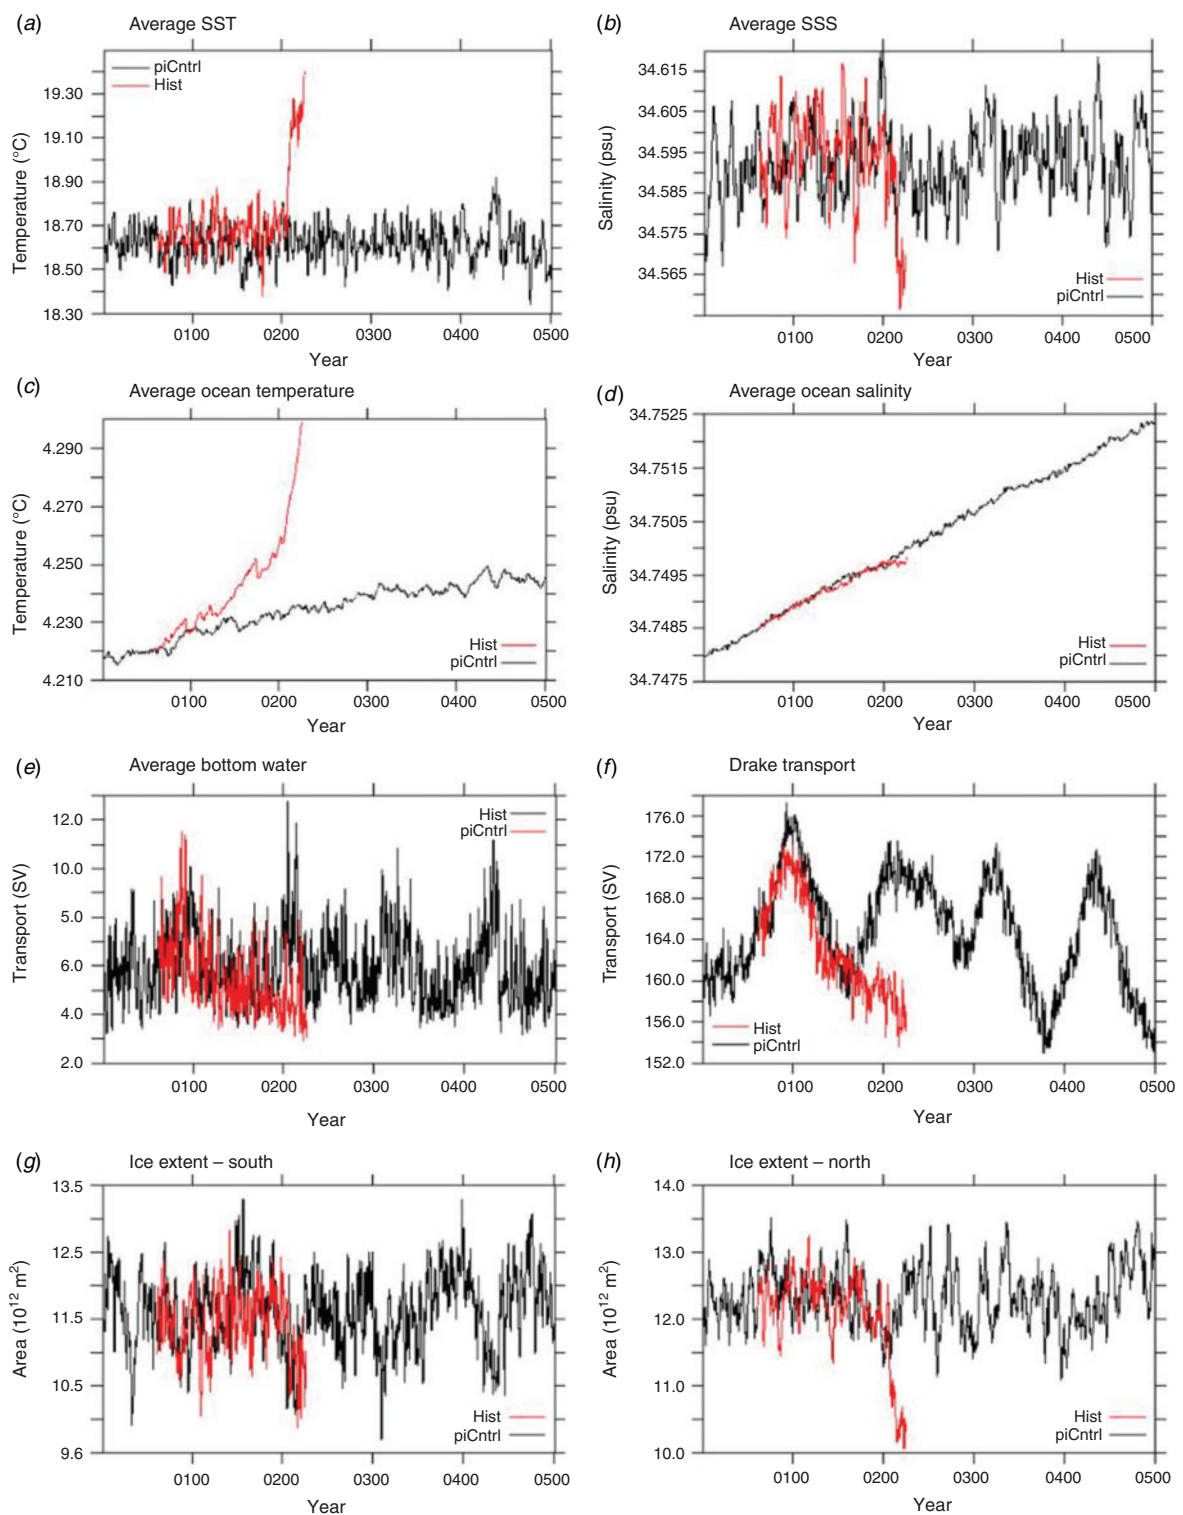 (a) Average SST
piCntrl
Hist
19.30
19.10
18.90
18.70
18.50
18.30
Temperature (°C)
0100 0200 0300 0400 0500
Year
(b) Average SSS
34.615
34.605
34.595
34.585
34.575
34.565
Salinity (psu)
Hist
piCntrl
0100 0200 0300 0400 0500
Year
(c) Average ocean temperature
4.290
4.270
4.250
4.230
4.210
Temperature (°C)
Hist
piCntrl
0100 0200 0300 0400 0500
Year
(d) Average ocean salinity
34.7525
34.7515
34.7505
34.7495
34.7485
34.7475
Salinity (psu)
Hist
piCntrl
0100 0200 0300 0400 0500
Year
(e) Average bottom water
Hist
piCntrl
12.0
10.0
5.0
6.0
4.0
2.0
Transport (SV)
0100 0200 0300 0400 0500
Year
(f) Drake transport
176.0
172.0
168.0
164.0
160.0
156.0
152.0
Transport (SV)
Hist
piCntrl
0100 0200 0300 0400 0500
Year
(g) Ice extent – south
13.5
12.5
11.5
10.5
9.6
Area (10¹² m²)
Hist
piCntrl
0100 0200 0300 0400 0500
Year
(h) Ice extent – north
14.0
13.0
12.0
11.0
10.0
Area (10¹² m²)
Hist
piCntrl
0100 0200 0300 0400 0500
Year